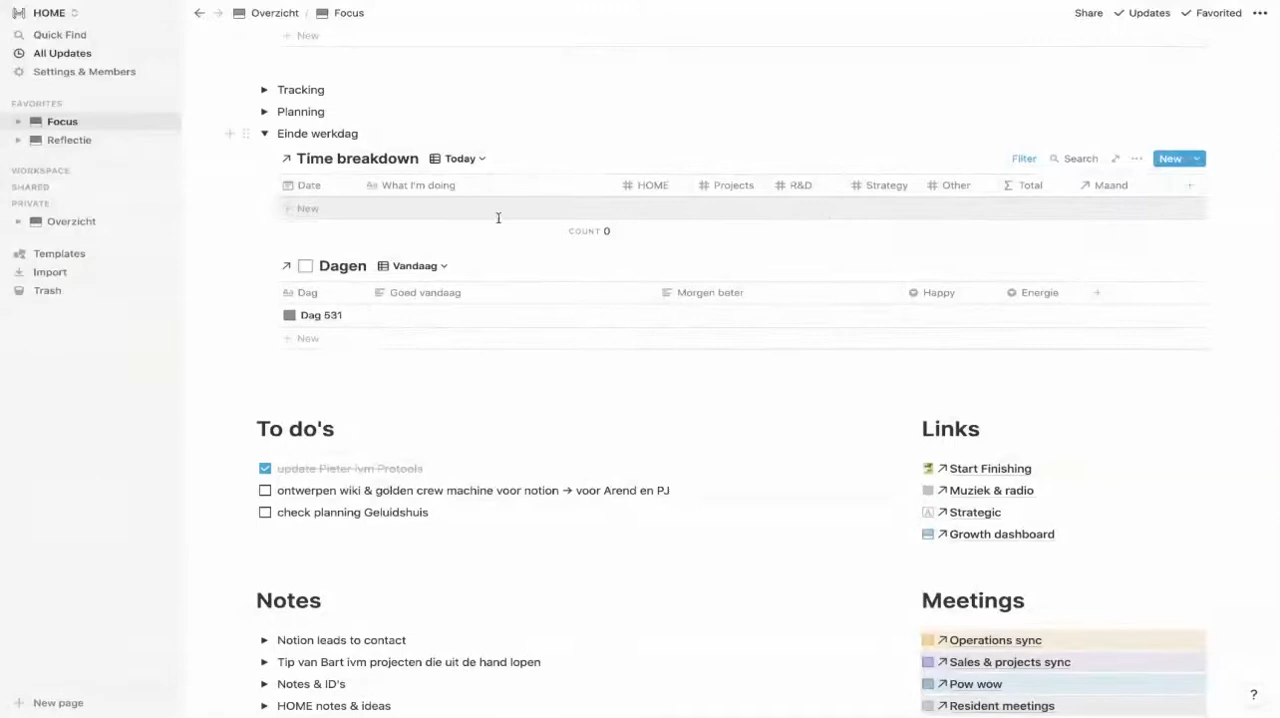 HOME
Overzicht / Focus
Share Updates Favorited
Quick Find
All Updates
Settings & Members
FAVORITES
Focus
Reflectie
WORKSPACE
SHARED
PRIVATE
Overzicht
Templates
Import
Trash
New page
+ New
Tracking
Planning
Einde werkdag
Time breakdown Today
Filter Search New
Date What I'm doing HOME Projects R&D Strategy Other Total Maand
+ New
COUNT 0
Dagen Vandaag
Dag Goed vandaag Morgen beter Happy Energie
Dag 531
+ New
To do's
update Pieter ivm Protools
ontwerpen wiki & golden crew machine voor notion → voor Arend en PJ
check planning Geluidshuis
Links
Start Finishing
Muziek & radio
Strategic
Growth dashboard
Notes
Notion leads to contact
Tip van Bart ivm projecten die uit de hand lopen
Notes & ID's
HOME notes & ideas
Meetings
Operations sync
Sales & projects sync
Pow wow
Resident meetings
?